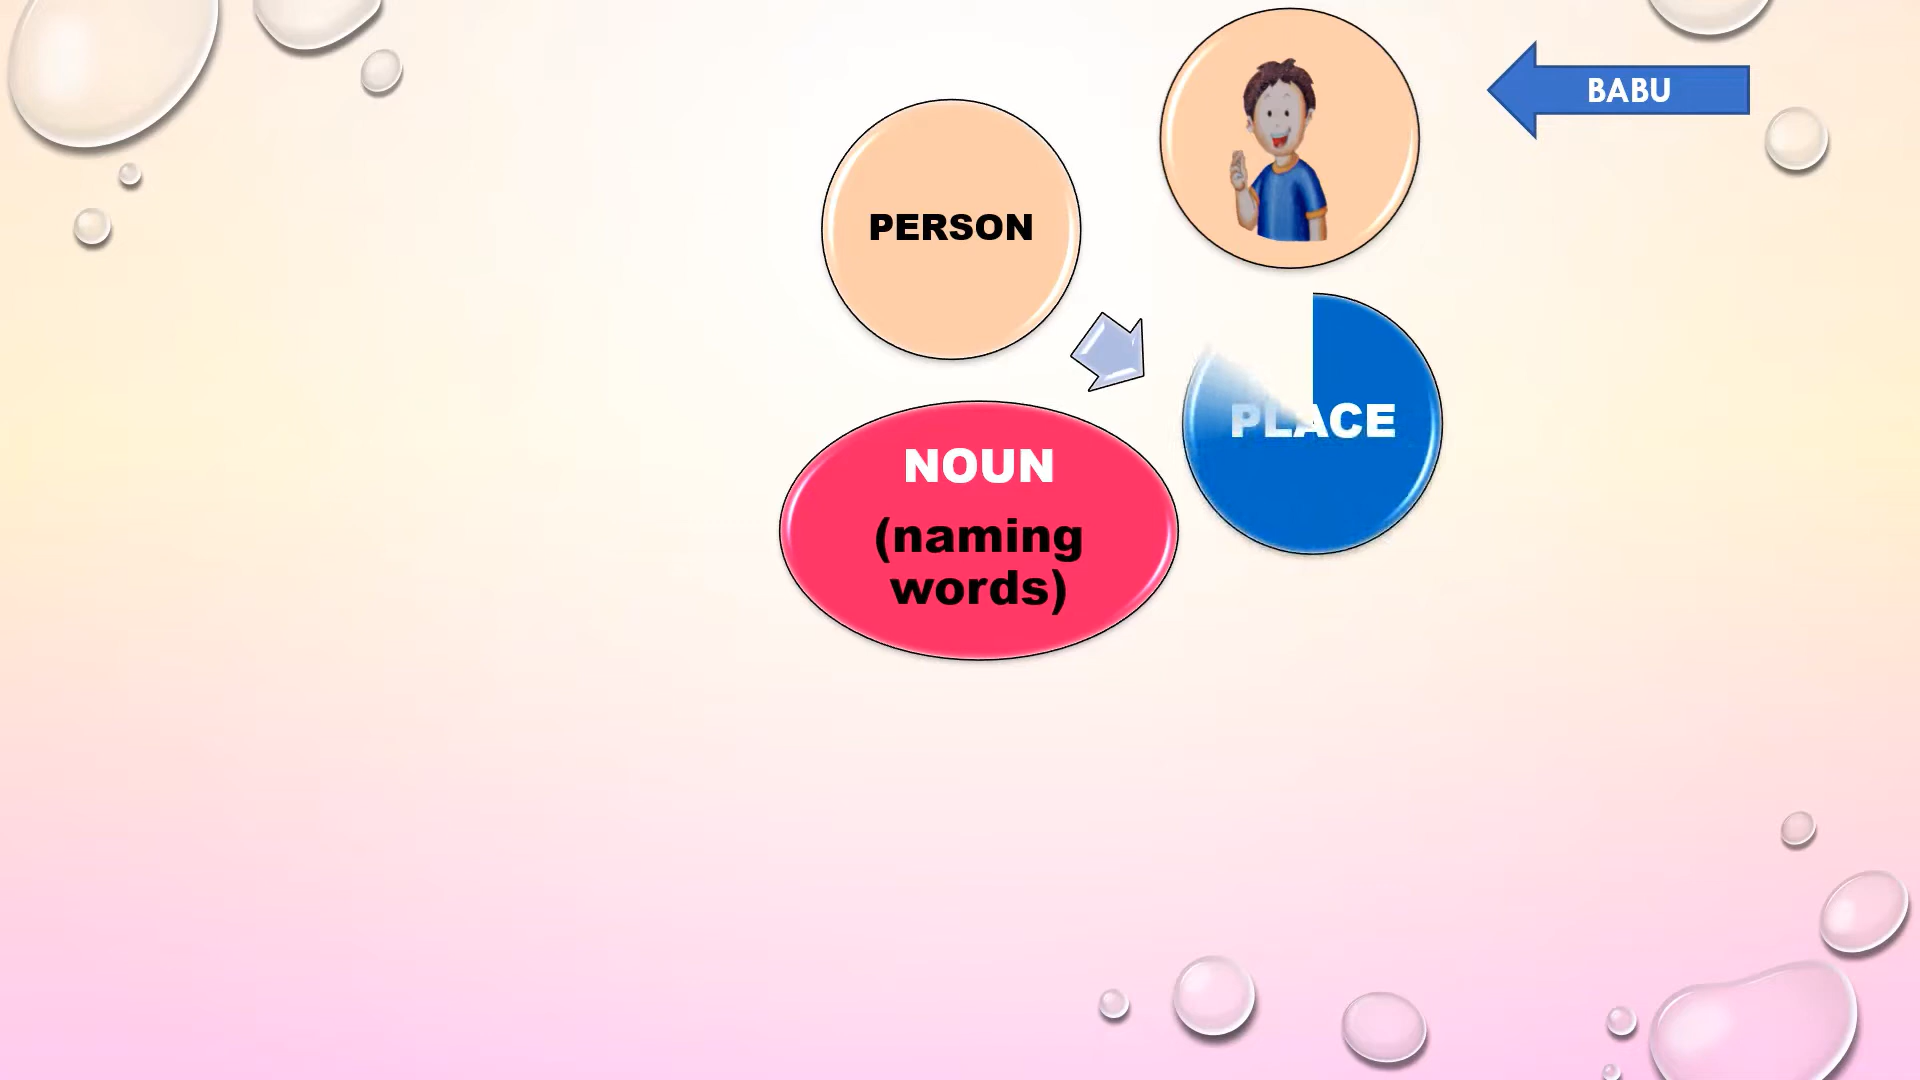 BABU
PERSON
PLACE
NOUN
(naming
words)